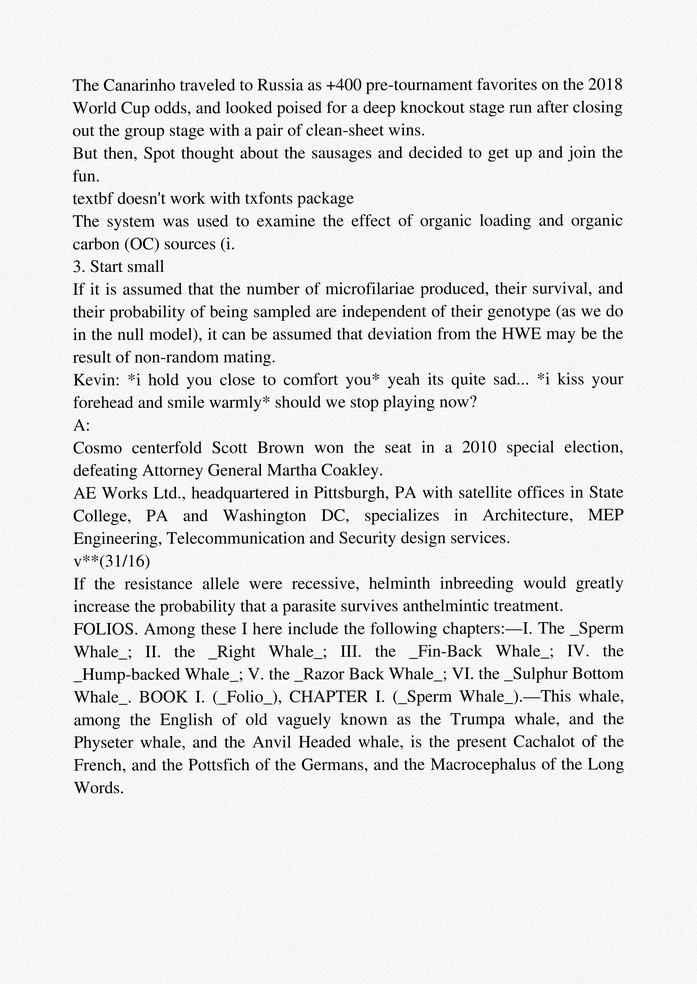 The Canarinho traveled to Russia as +400 pre-tournament favorites on the 2018
World Cup odds, and looked poised for a deep knockout stage run after closing
out the group stage with a pair of clean-sheet wins.
But then, Spot thought about the sausages and decided to get up and join the
fun.
textbf doesn't work with txfonts package
The system was used to examine the effect of organic loading and organic
carbon (OC) sources (i.
3. Start small
If it is assumed that the number of microfilariae produced, their survival, and
their probability of being sampled are independent of their genotype (as we do
in the null model), it can be assumed that deviation from the HWE may be the
result of non-random mating.
Kevin: *i hold you close to comfort you* yeah its quite sad... *i kiss your
forehead and smile warmly* should we stop playing now?
A:
Cosmo centerfold Scott Brown won the seat in a 2010 special election,
defeating Attorney General Martha Coakley.
AE Works Ltd., headquartered in Pittsburgh, PA with satellite offices in State
College, PA and Washington DC, specializes in Architecture, MEP
Engineering, Telecommunication and Security design services.
v**(31/16)
If the resistance allele were recessive, helminth inbreeding would greatly
increase the probability that a parasite survives anthelmintic treatment.
FOLIOS. Among these I here include the following chapters:—I. The _Sperm
Whale_; II. the _Right Whale_; III. the _Fin-Back Whale_; IV. the
_Hump-backed Whale_; V. the _Razor Back Whale_; VI. the _Sulphur Bottom
Whale_. BOOK I. (_Folio_), CHAPTER I. (_Sperm Whale_).—This whale,
among the English of old vaguely known as the Trumpa whale, and the
Physeter whale, and the Anvil Headed whale, is the present Cachalot of the
French, and the Pottsfich of the Germans, and the Macrocephalus of the Long
Words.